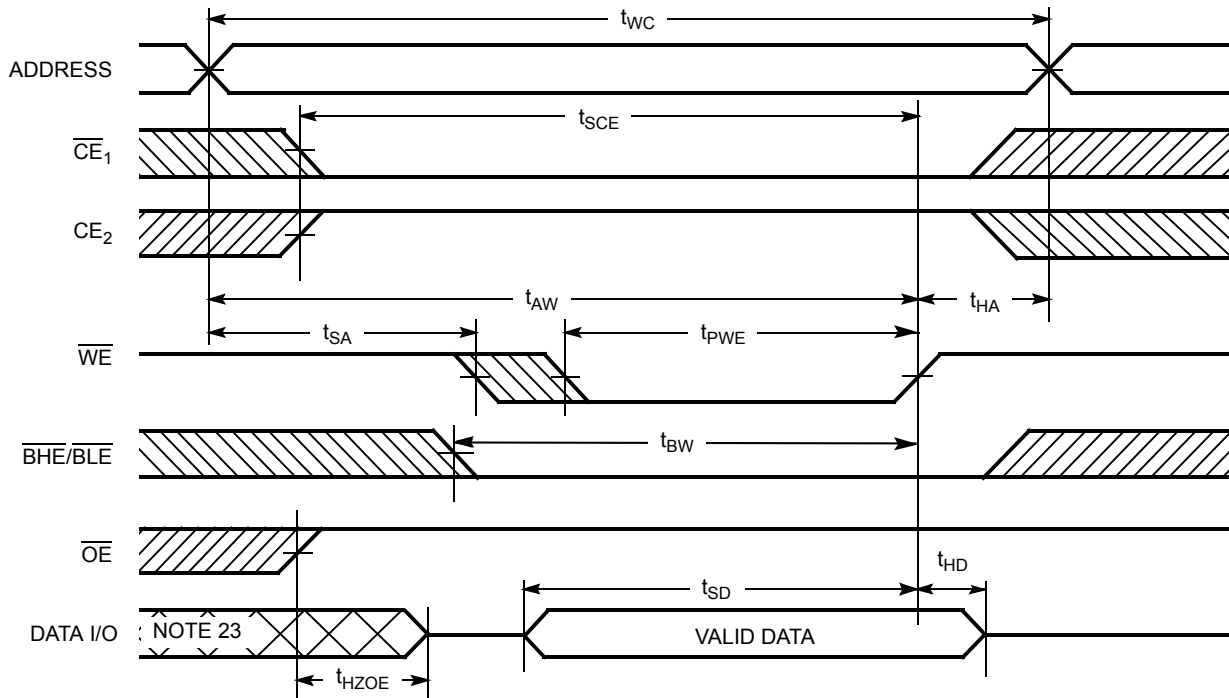 tWC
ADDRESS
tSCE
CE1
CE2
tAW
tHA
tSA
tPWE
WE
tBW
BHE/BLE
OE
tHD
tSD
DATA I/O
NOTE 23
VALID DATA
tHZOE